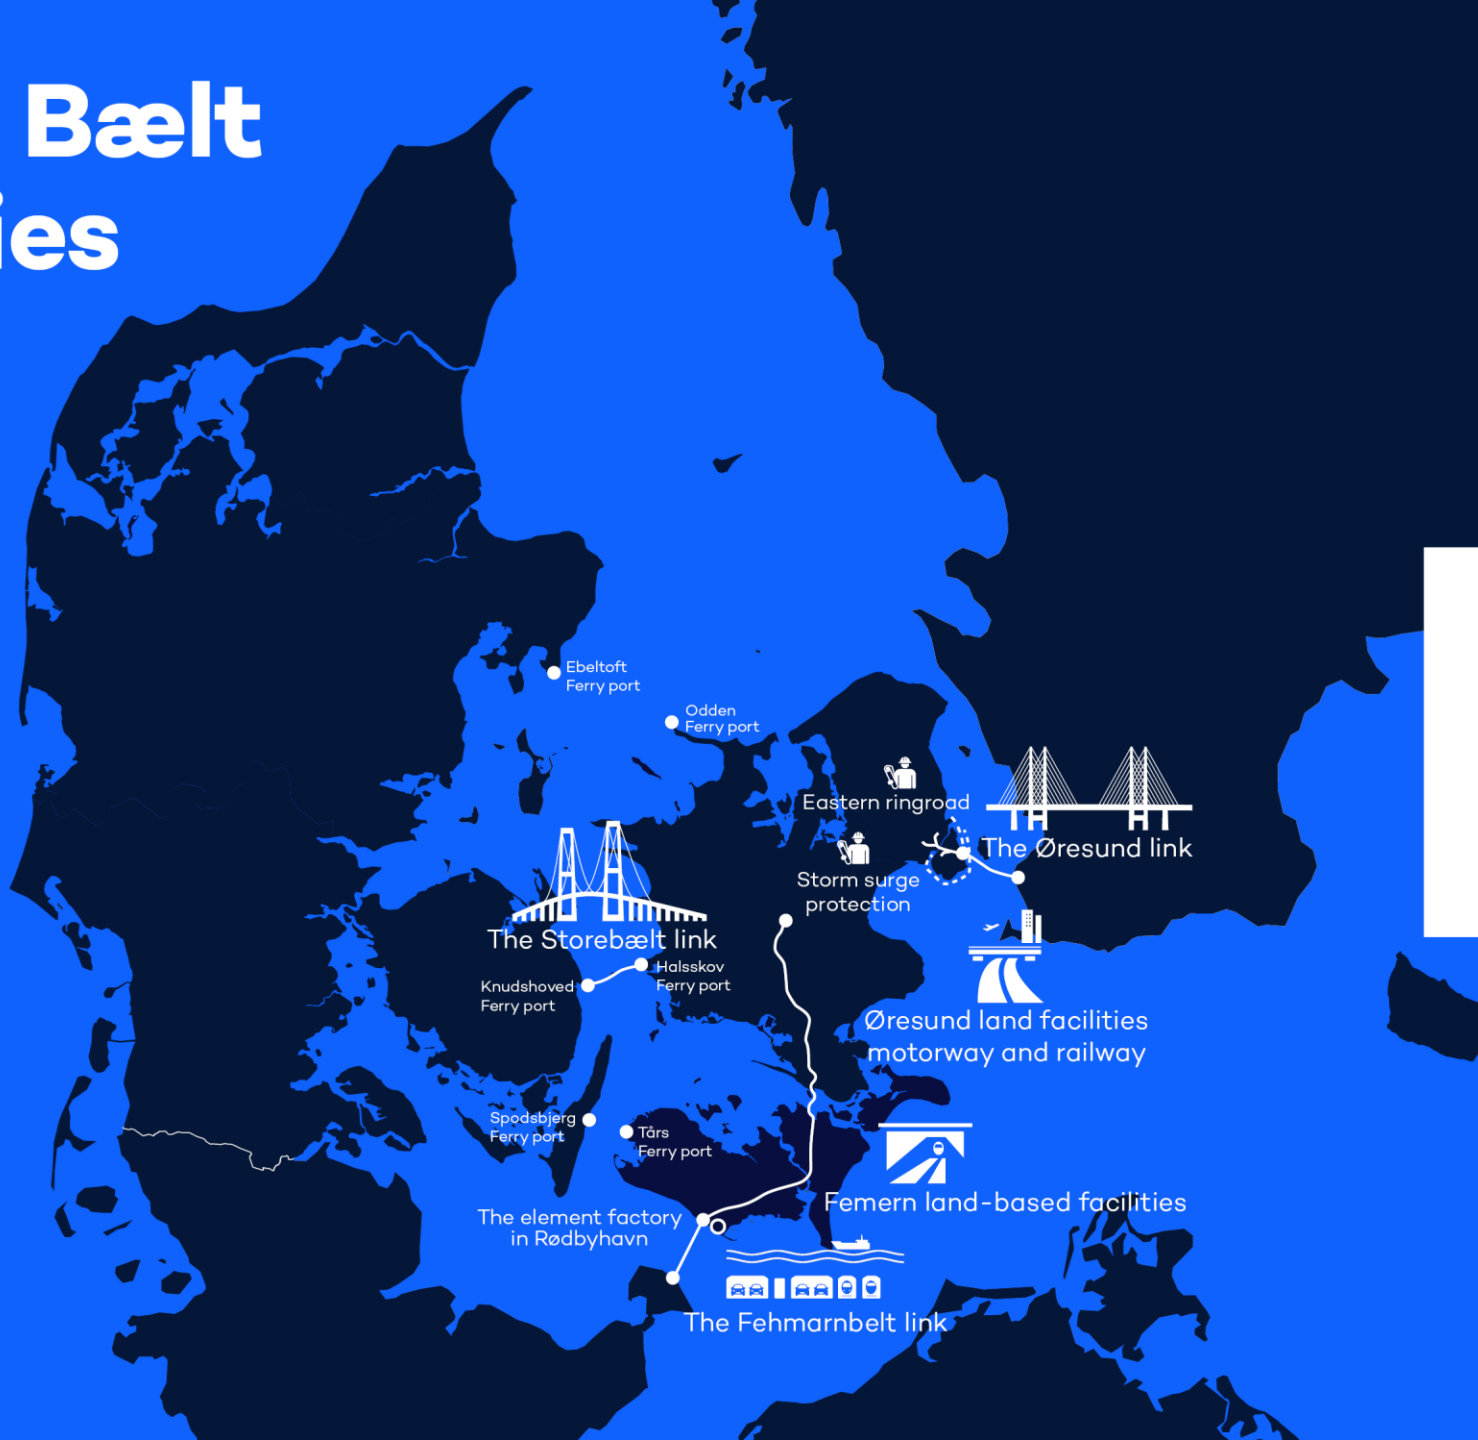 Bælt
ies
Ebeltoft
Ferry port
Odden
Ferry port
Eastern ringroad
The Øresund link
Storm surge
protection
The Storebælt link
Halsskov
Ferry port
Knudshoved
Ferry port
Øresund land facilities
motorway and railway
Spodsbjerg
Ferry port
Tårs
Ferry port
Femern land-based facilities
The element factory
in Rødbyhavn
The Fehmarnbelt link